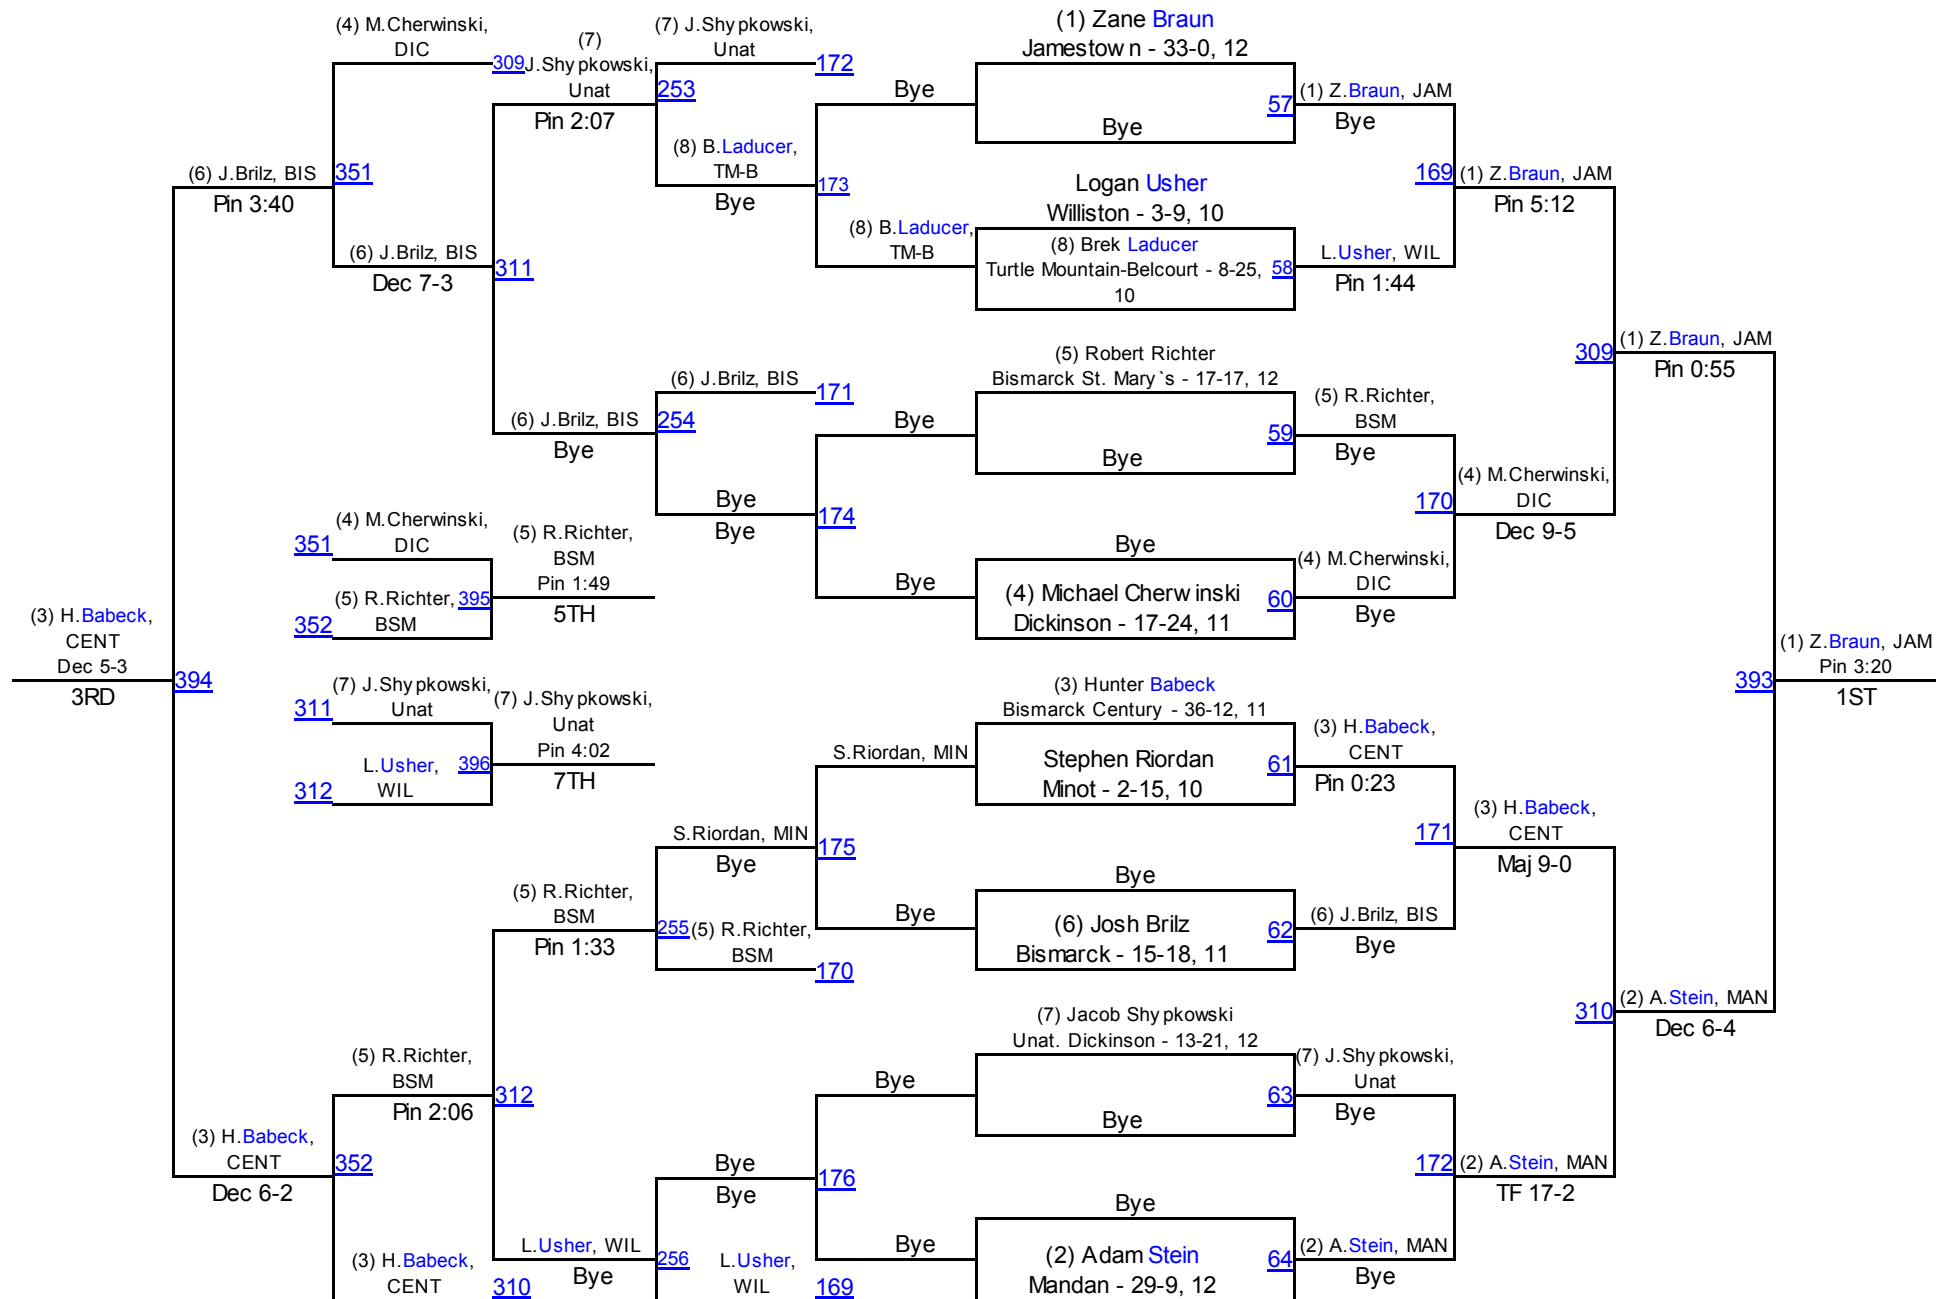 (1) Zane Braun
Jamestown - 33-0, 12
(4) M.Cherwinski,
DIC
309
(7)
J.Shypkowski,
Unat
Pin 2:07
253
(7) J.Shypkowski,
Unat
172
Bye
Bye
57
(1) Z.Braun, JAM
Bye
(8) B.Laducer,
TM-B
Bye
173
(6) J.Brilz, BIS
Pin 3:40
351
Logan Usher
Williston - 3-9, 10
169
(1) Z.Braun, JAM
Pin 5:12
(8) B.Laducer,
TM-B
(8) Brek Laducer
Turtle Mountain-Belcourt - 8-25,
10
58
L.Usher, WIL
Pin 1:44
(6) J.Brilz, BIS
Dec 7-3
311
309
(1) Z.Braun, JAM
Pin 0:55
(5) Robert Richter
Bismarck St. Mary`s - 17-17, 12
(6) J.Brilz, BIS
171
(6) J.Brilz, BIS
Bye
254
Bye
Bye
59
(5) R.Richter,
BSM
Bye
Bye
Bye
174
170
(4) M.Cherwinski,
DIC
Dec 9-5
351
(4) M.Cherwinski,
DIC
(5) R.Richter,
BSM
Pin 1:49
5TH
352
(5) R.Richter,
BSM
395
Bye
Bye
(4) Michael Cherwinski
Dickinson - 17-24, 11
60
(4) M.Cherwinski,
DIC
Bye
(3) H.Babeck,
CENT
Dec 5-3
3RD
394
393
(1) Z.Braun, JAM
Pin 3:20
1ST
311
(7) J.Shypkowski,
Unat
(7) J.Shypkowski,
Unat
Pin 4:02
7TH
312
L.Usher,
WIL
396
(3) Hunter Babeck
Bismarck Century - 36-12, 11
S.Riordan, MIN
Stephen Riordan
Minot - 2-15, 10
61
(3) H.Babeck,
CENT
Pin 0:23
S.Riordan, MIN
Bye
175
171
(3) H.Babeck,
CENT
Maj 9-0
(5) R.Richter,
BSM
Pin 1:33
255
(5) R.Richter,
BSM
170
Bye
Bye
(6) Josh Brilz
Bismarck - 15-18, 11
62
(6) J.Brilz, BIS
Bye
310
(2) A.Stein, MAN
Dec 6-4
(7) Jacob Shypkowski
Unat. Dickinson - 13-21, 12
(5) R.Richter,
BSM
Pin 2:06
312
Bye
Bye
63
(7) J.Shypkowski,
Unat
Bye
(3) H.Babeck,
CENT
Dec 6-2
352
Bye
Bye
176
172
(2) A.Stein, MAN
TF 17-2
(3) H.Babeck,
CENT
310
L.Usher, WIL
Bye
256
L.Usher,
WIL
169
Bye
Bye
(2) Adam Stein
Mandan - 29-9, 12
64
(2) A.Stein, MAN
Bye